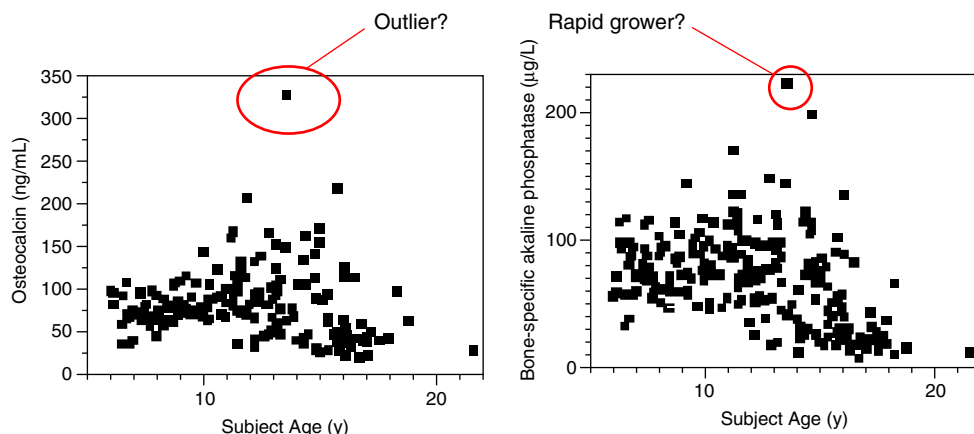 Outlier?
Rapid grower?
350
300
250
200
150
100
50
0
Osteocalcin (ng/mL)
10
20
Subject Age (y)
200
100
0
Bone-specific akaline phosphatase (µg/L)
10
20
Subject Age (y)